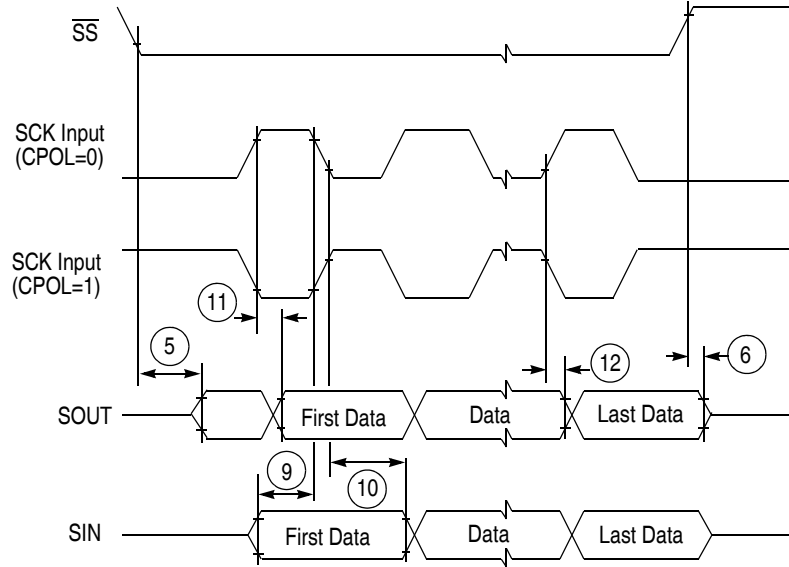 SS
SCK Input
(CPOL=0)
SCK Input
(CPOL=1)
11
5
12
6
SOUT
First Data
Data
Last Data
9
10
SIN
First Data
Data
Last Data